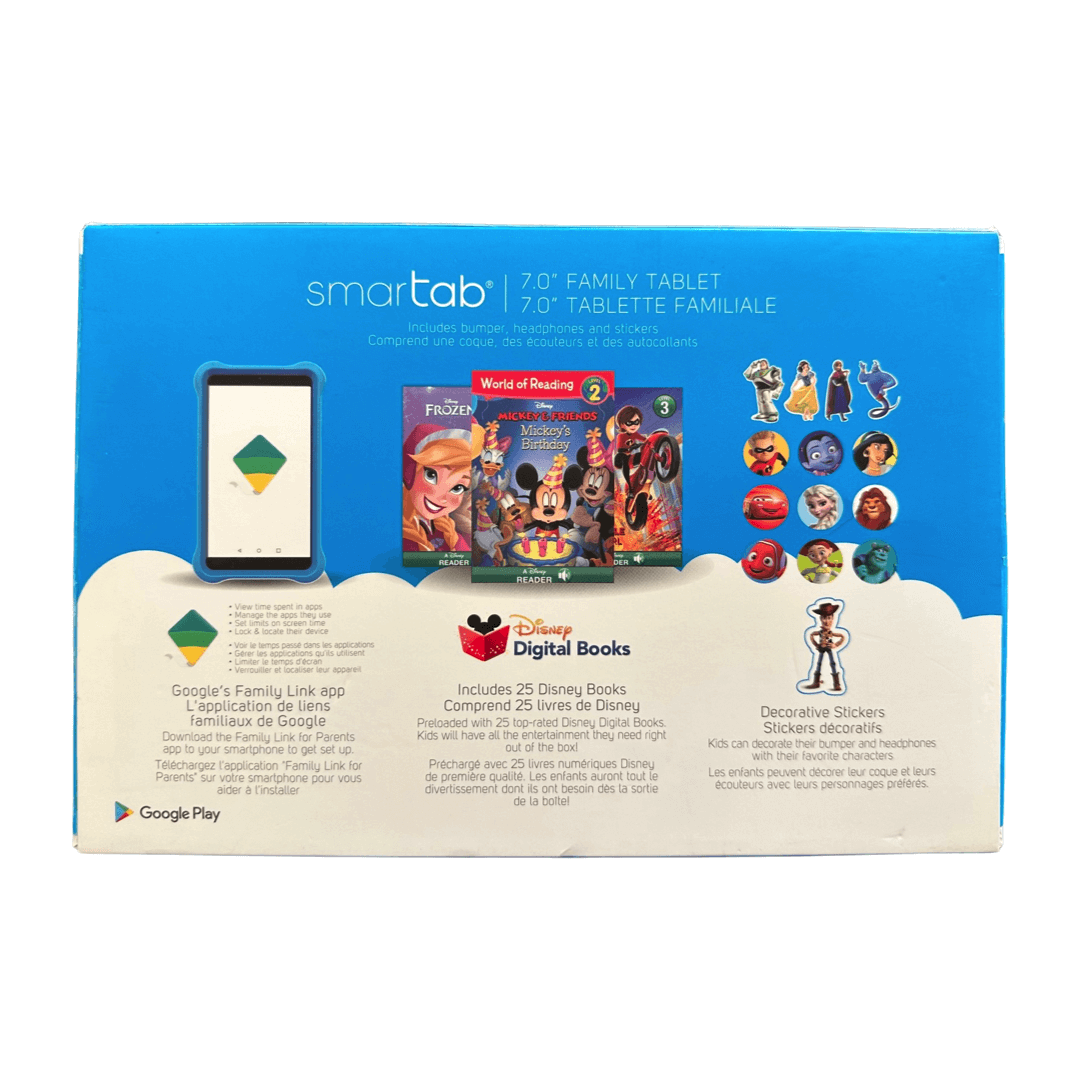 smartab®
7.0" FAMILY TABLET
7.0" TABLETTE FAMILIALE
Includes bumper, headphones and stickers
Comprend une coque, des écouteurs et des autocollants
Disney
FROZEN
World of Reading
LEVEL 2
Disney
MICKEY & FRIENDS
Mickey's
Birthday
3
A Disney
READER
A Disney
READER
• View time spent in apps
• Manage the apps they use
• Set limits on screen time
• Lock & locate their device
• Voir le temps passé dans les applications
• Gérer les applications qu'ils utilisent
• Limiter le temps d'écran
• Verrouiller et localiser leur appareil
Google's Family Link app
L'application de liens
familiaux de Google
Download the Family Link for Parents
app to your smartphone to get set up.
Téléchargez l'application "Family Link for
Parents" sur votre smartphone pour vous
aider à l'installer
Google Play
Disney
Digital Books
Includes 25 Disney Books
Comprend 25 livres de Disney
Preloaded with 25 top-rated Disney Digital Books.
Kids will have all the entertainment they need right
out of the box!
Préchargé avec 25 livres numériques Disney
de première qualité. Les enfants auront tout le
divertissement dont ils ont besoin dès la sortie
de la boîte!
Decorative Stickers
Stickers décoratifs
Kids can decorate their bumper and headphones
with their favorite characters
Les enfants peuvent décorer leur coque et leurs
écouteurs avec leurs personnages préférés.